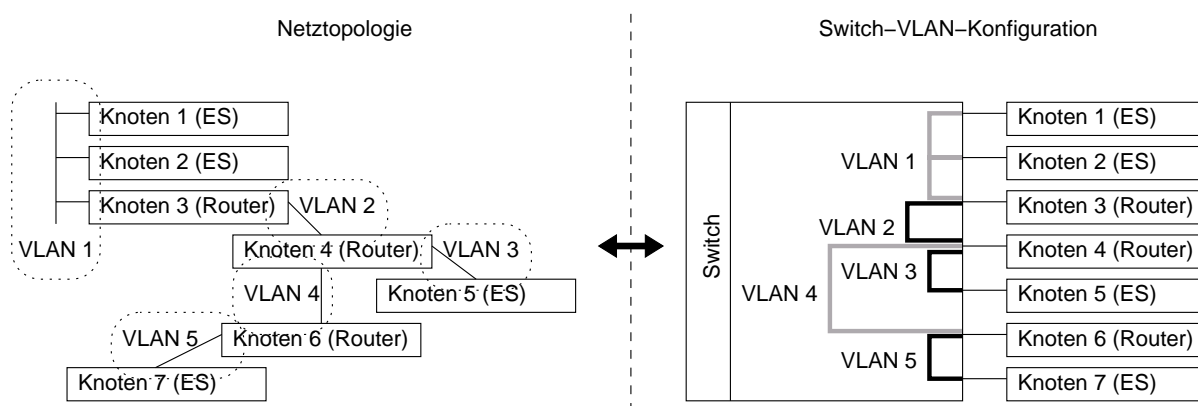 Netztopologie
Knoten 1 (ES)
Knoten 2 (ES)
Knoten 3 (Router)
VLAN 2
VLAN 1
Knoten 4 (Router)
VLAN 3
VLAN 4
Knoten 5 (ES)
VLAN 5
Knoten 6 (Router)
Knoten 7 (ES)
Switch–VLAN–Konfiguration
Switch
VLAN 1
VLAN 2
VLAN 3
VLAN 4
VLAN 5
Knoten 1 (ES)
Knoten 2 (ES)
Knoten 3 (Router)
Knoten 4 (Router)
Knoten 5 (ES)
Knoten 6 (Router)
Knoten 7 (ES)